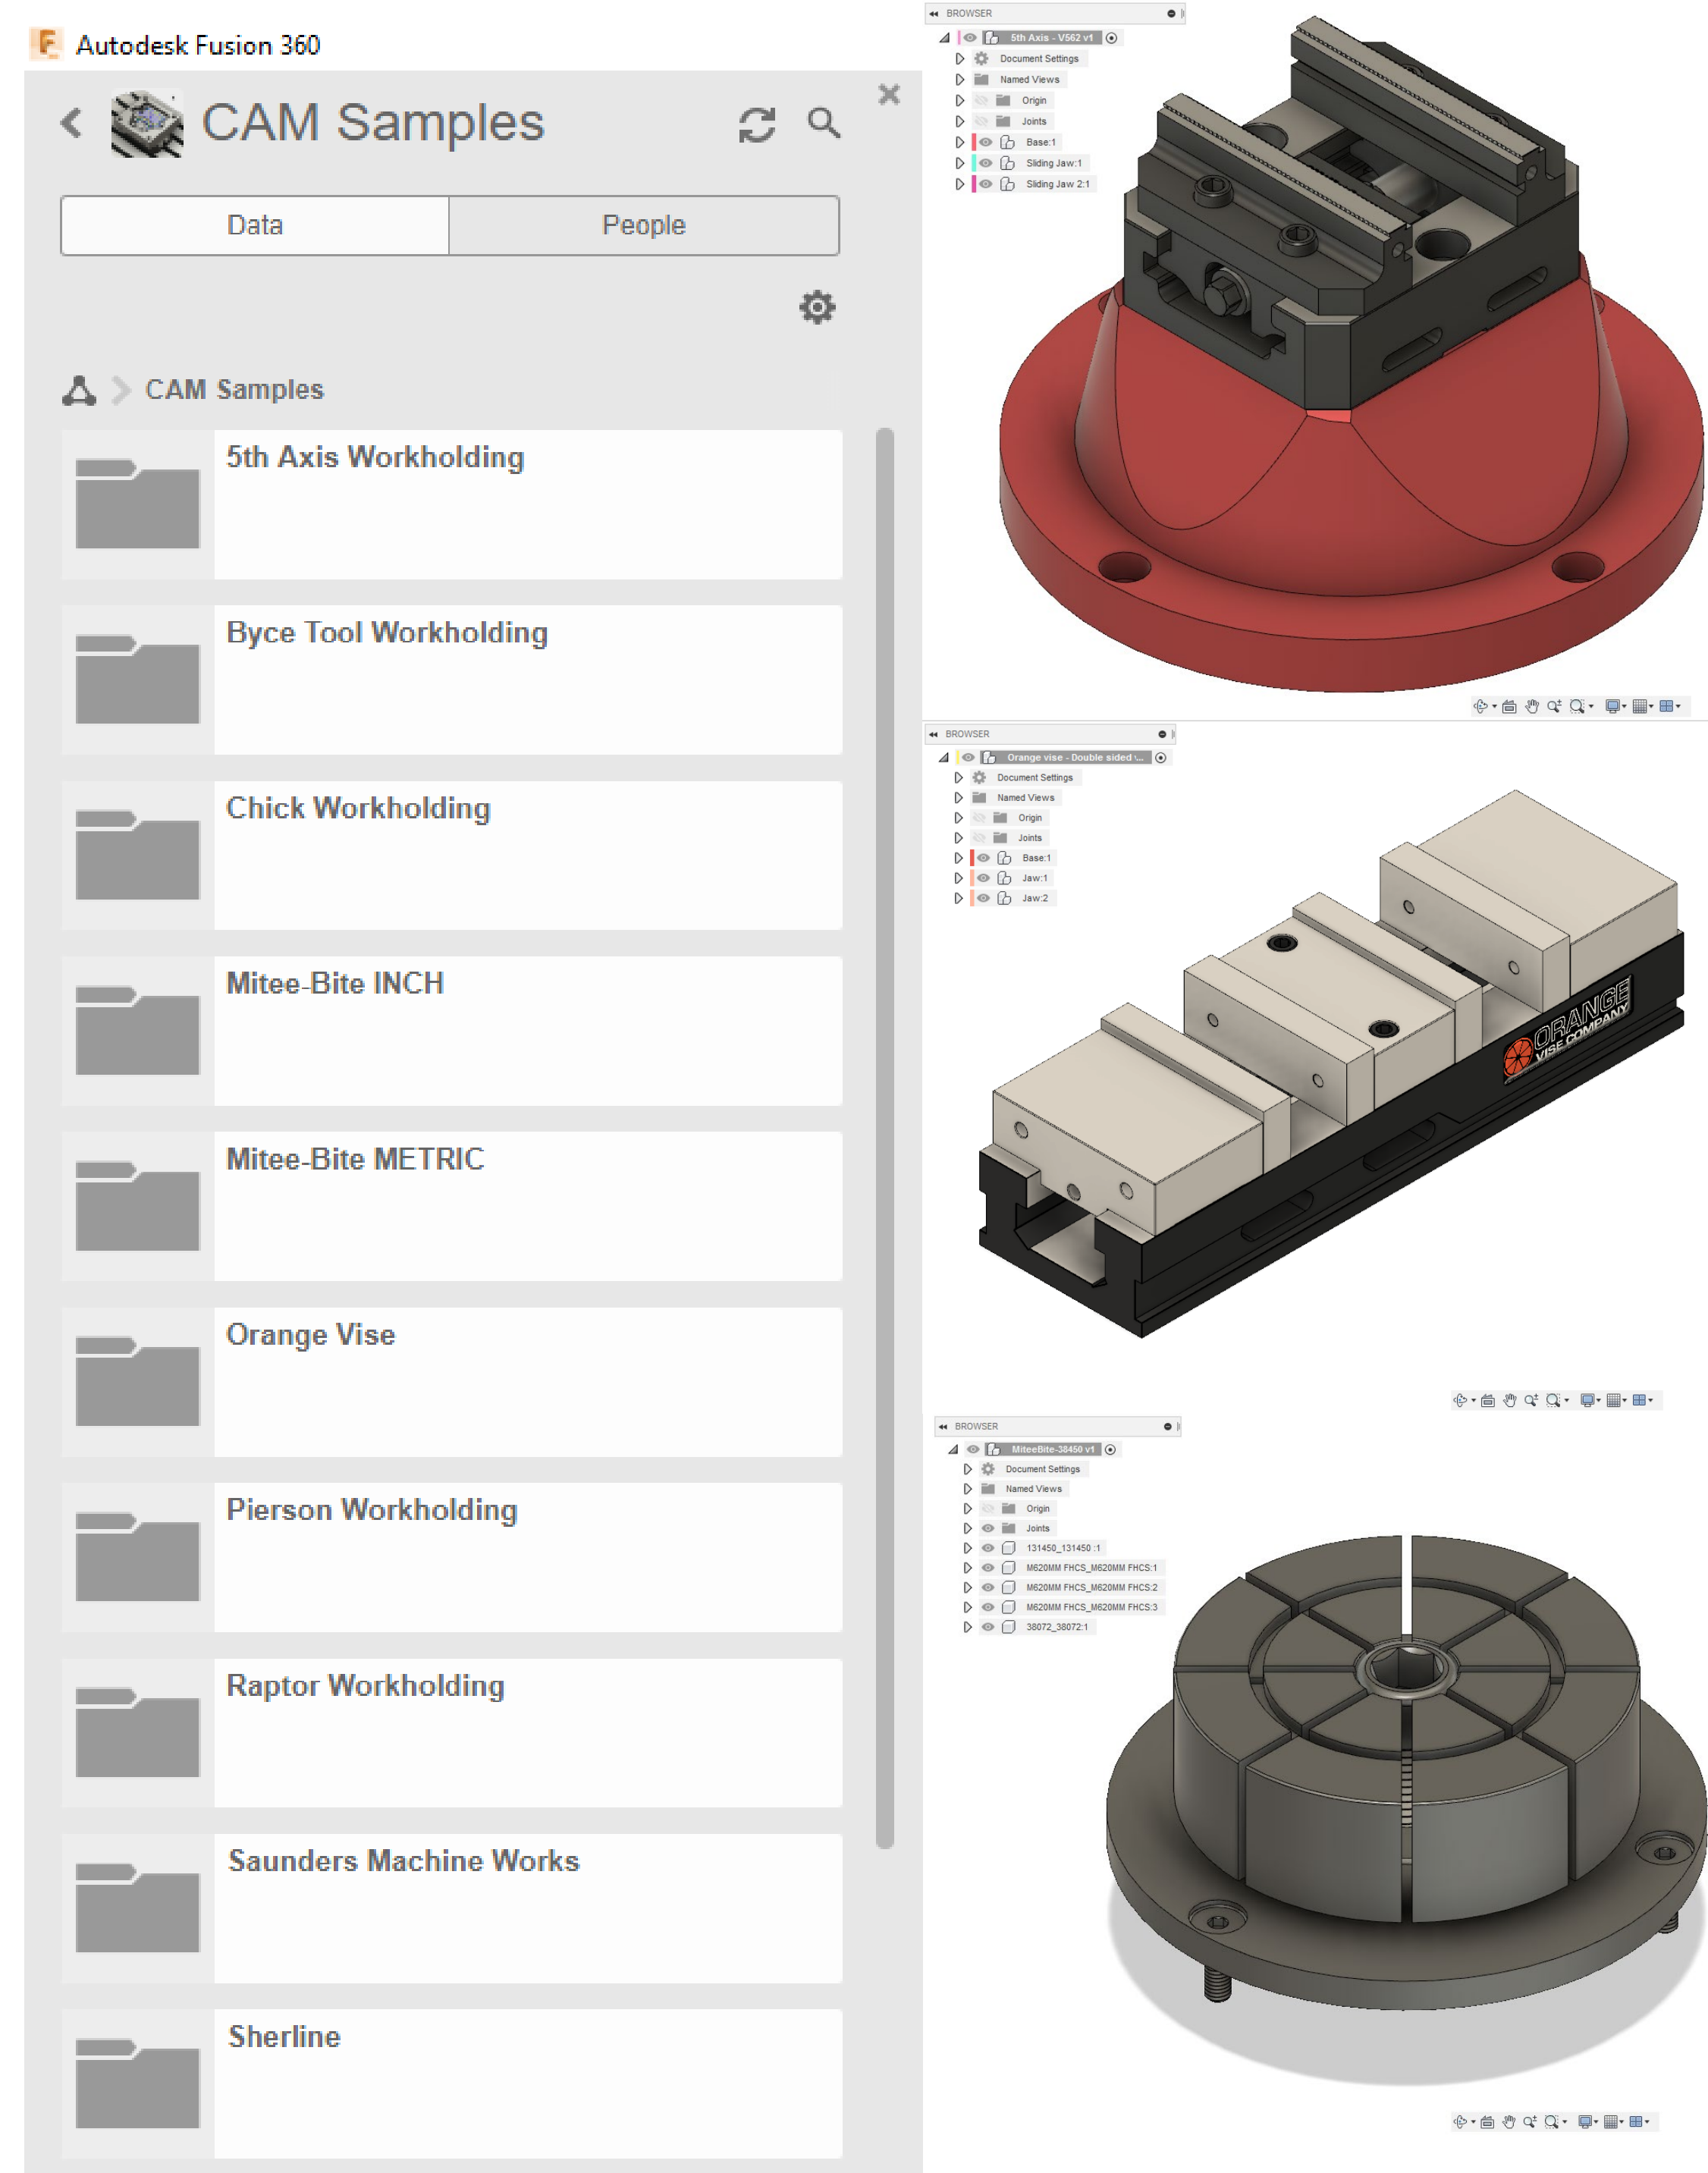 Autodesk Fusion 360
CAM Samples
Data
People
CAM Samples
5th Axis Workholding
Byce Tool Workholding
Chick Workholding
Mitee-Bite INCH
Mitee-Bite METRIC
Orange Vise
Pierson Workholding
Raptor Workholding
Saunders Machine Works
Sherline
BROWSER
5th Axis - V562 v1
Document Settings
Named Views
Origin
Joints
Base:1
Sliding Jaw:1
Sliding Jaw 2:1
BROWSER
Orange vise - Double sided v...
Document Settings
Named Views
Origin
Joints
Base:1
Jaw:1
Jaw:2
ORANGE
VISE COMPANY
BROWSER
MiteeBite-38450 v1
Document Settings
Named Views
Origin
Joints
131450_131450 :1
M620MM FHCS_M620MM FHCS:1
M620MM FHCS_M620MM FHCS:2
M620MM FHCS_M620MM FHCS:3
38072_38072:1